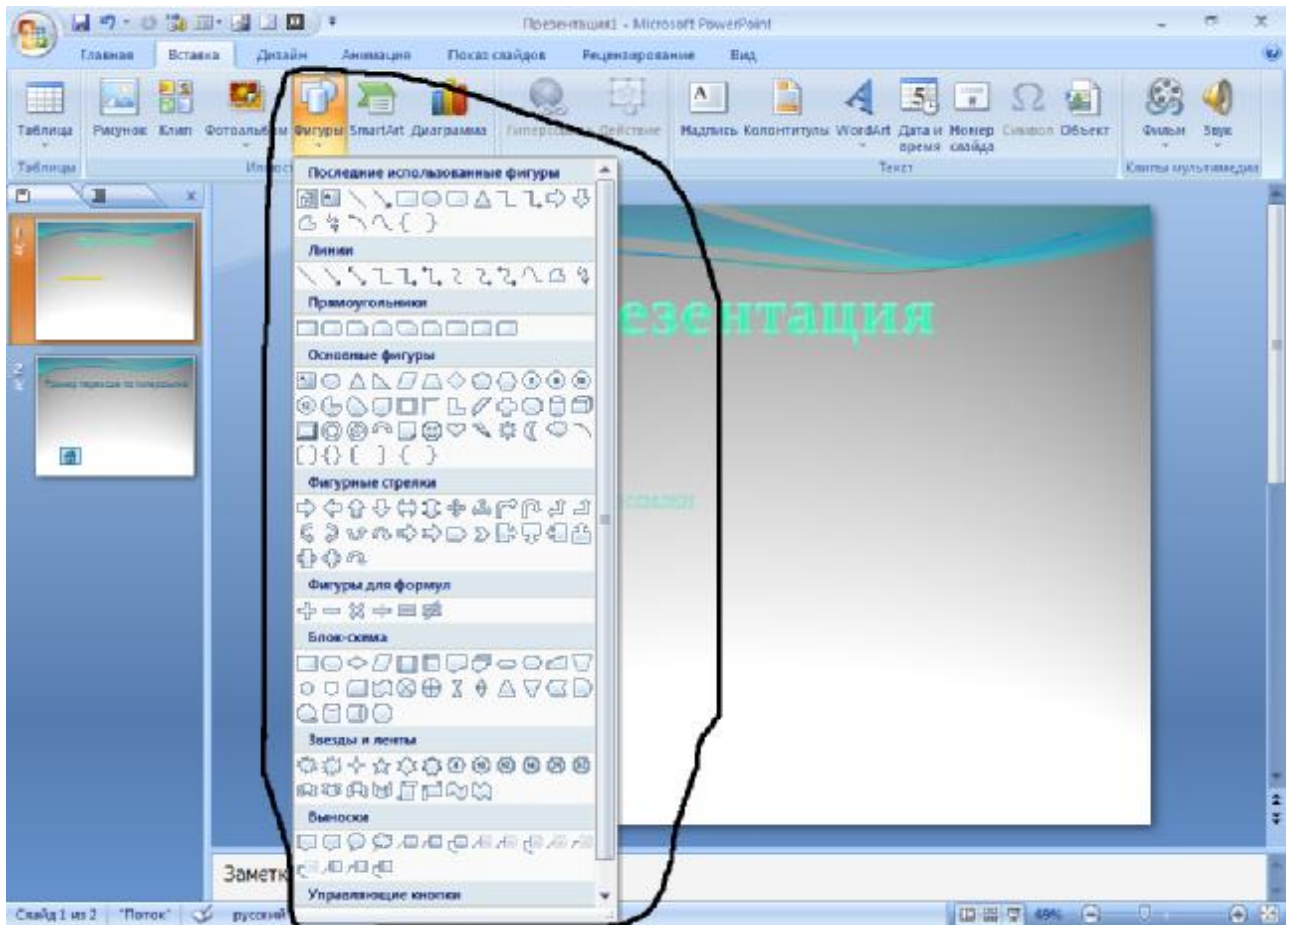 Презентация1 - Microsoft PowerPoint
Главная Вставка Дизайн Анимация Показ слайдов Рецензирование Вид
Таблица Рисунок Клип Фотоальбом Фигуры SmartArt Диаграмма Действие Надпись Колонтитулы WordArt Дата и время Номер слайда Символ Объект Фильм Звук
Таблицы Текст Клипы мультимедиа
Последние использованные фигуры
Линии
Прямоугольники
Основные фигуры
Фигурные стрелки
Фигуры для формул
Блок-схема
Звезды и ленты
Выноски
Управляющие кнопки
1
2
езентация
Заметк
Слайд 1 из 2 "Поток" русский 69%